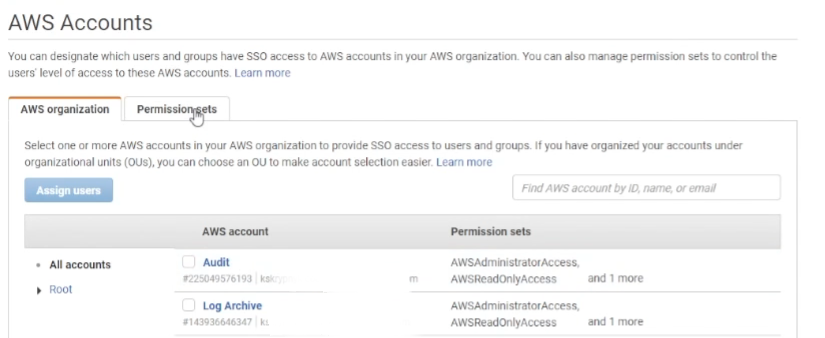 AWS Accounts
You can designate which users and groups have SSO access to AWS accounts in your AWS organization. You can also manage permission sets to control the
users' level of access to these AWS accounts. Learn more
AWS organization Permission sets
Select one or more AWS accounts in your AWS organization to provide SSO access to users and groups. If you have organized your accounts under
organizational units (OUs), you can choose an OU to make account selection easier. Learn more
Assign users Find AWS account by ID, name, or email
AWS account Permission sets
All accounts
Root
Audit
#225049576193 |
m
AWSAdministratorAccess,
AWSReadOnlyAccess and 1 more
Log Archive
#143936646347 |
AWSAdministratorAccess,
AWSReadOnlyAccess and 1 more